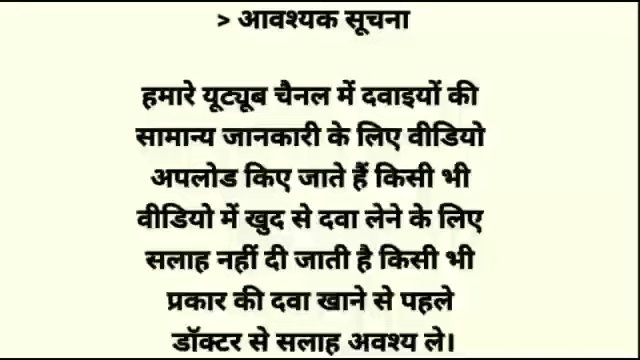 > आवश्यक सूचना
हमारे यूट्यूब चैनल में दवाइयों की
सामान्य जानकारी के लिए वीडियो
अपलोड किए जाते हैं किसी भी
वीडियो में खुद से दवा लेने के लिए
सलाह नहीं दी जाती है किसी भी
प्रकार की दवा खाने से पहले
डॉक्टर से सलाह अवश्य ले।